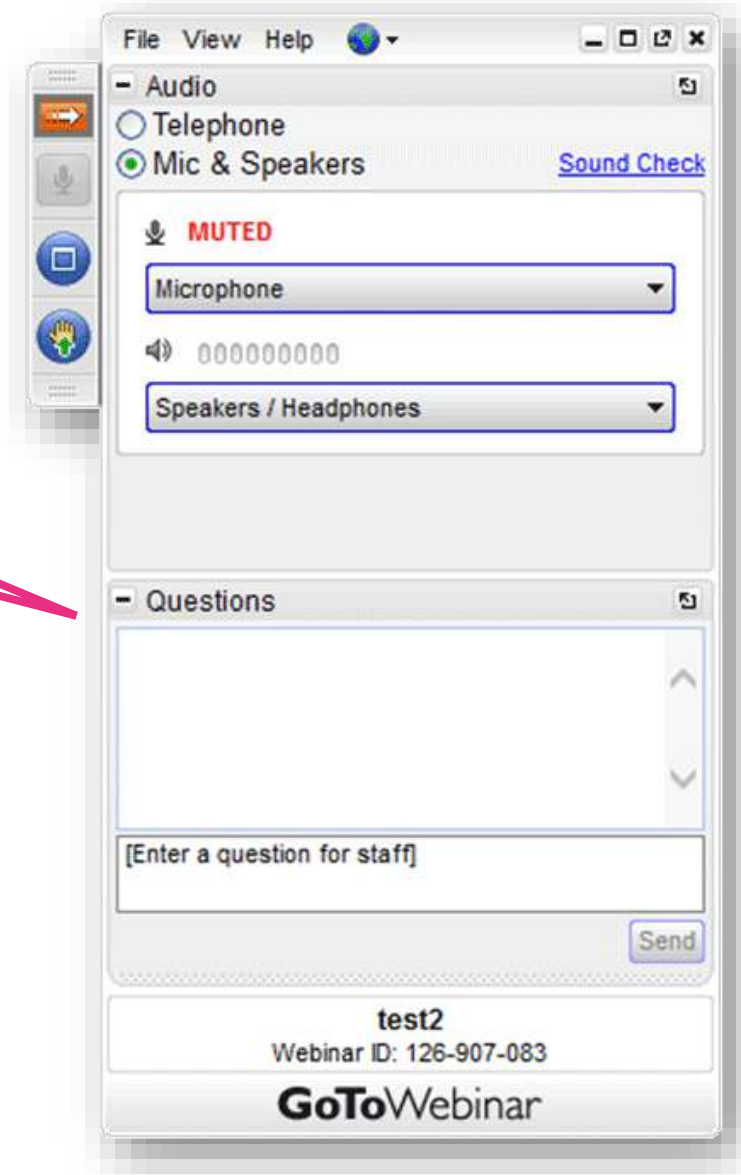 File View Help
Audio
Telephone
Mic & Speakers Sound Check
MUTED
Microphone
000000000
Speakers / Headphones
Questions
[Enter a question for staff]
Send
test2
Webinar ID: 126-907-083
GoToWebinar